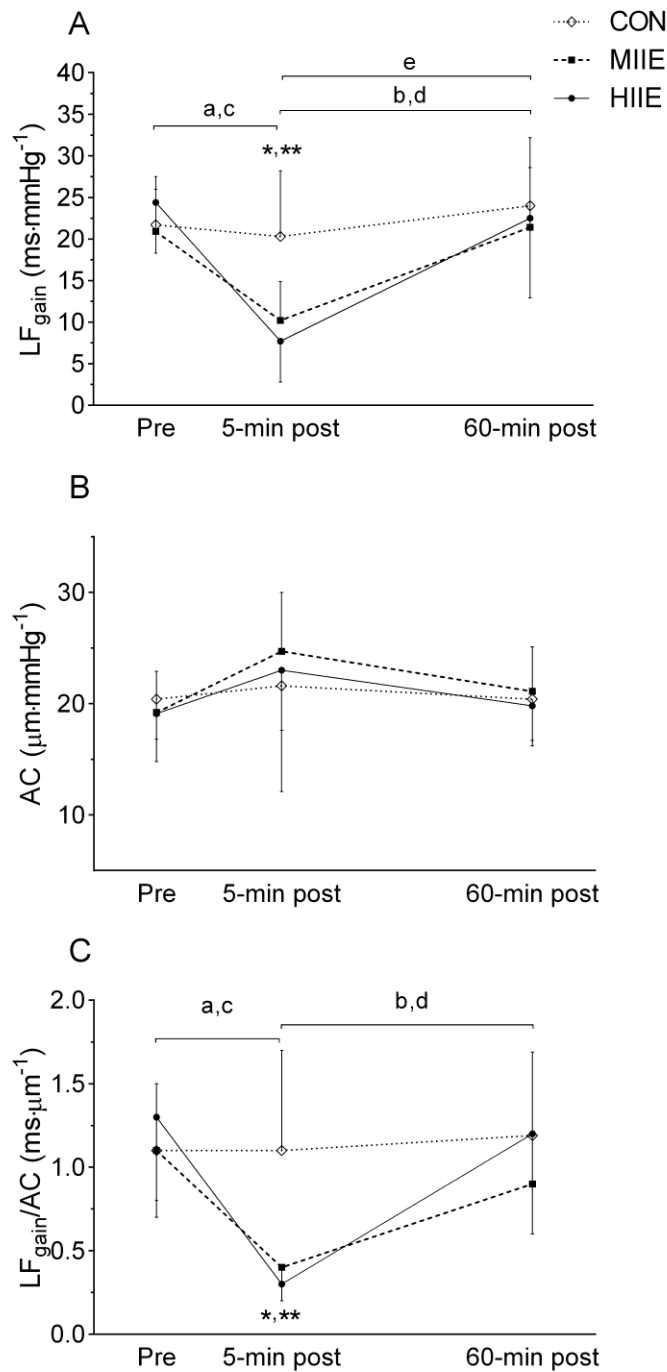 A
CON
MIIE
HIIE
e
a,c
b,d
*,**
40
35
30
25
20
15
10
5
0
LFgain (ms·mmHg⁻¹)
Pre 5-min post 60-min post
B
30
20
10
AC (µm·mmHg⁻¹)
Pre 5-min post 60-min post
C
a,c b,d
2.0
1.5
1.0
0.5
0.0
LFgain/AC (ms·µm⁻¹)
*,**
Pre 5-min post 60-min post